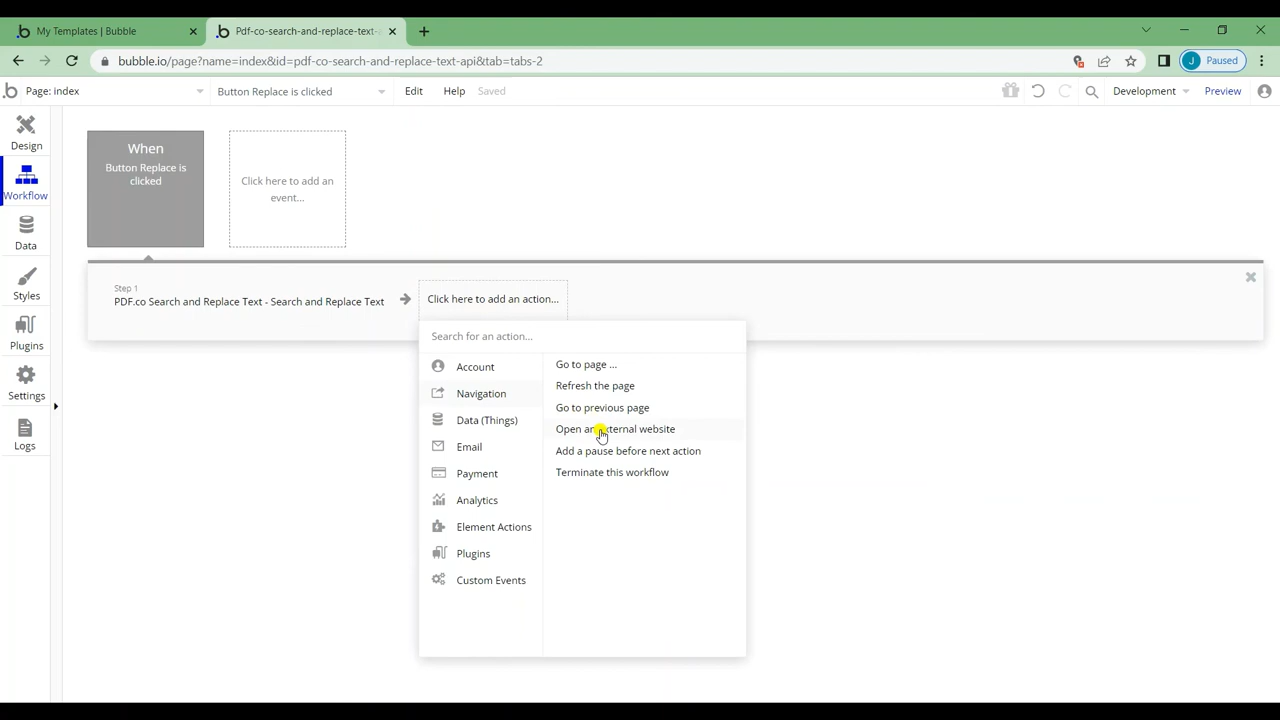 My Templates | Bubble
Pdf-co-search-and-replace-text-
bubble.io/page?name=index&id=pdf-co-search-and-replace-text-api&tab=tabs-2
J Paused
Page: index
Button Replace is clicked
Edit
Help
Saved
Development
Preview
Design
Workflow
Data
Styles
Plugins
Settings
Logs
When
Button Replace is
clicked
Click here to add an
event...
Step 1
PDF.co Search and Replace Text - Search and Replace Text
Click here to add an action...
Search for an action...
Account
Navigation
Data (Things)
Email
Payment
Analytics
Element Actions
Plugins
Custom Events
Go to page ...
Refresh the page
Go to previous page
Open an external website
Add a pause before next action
Terminate this workflow